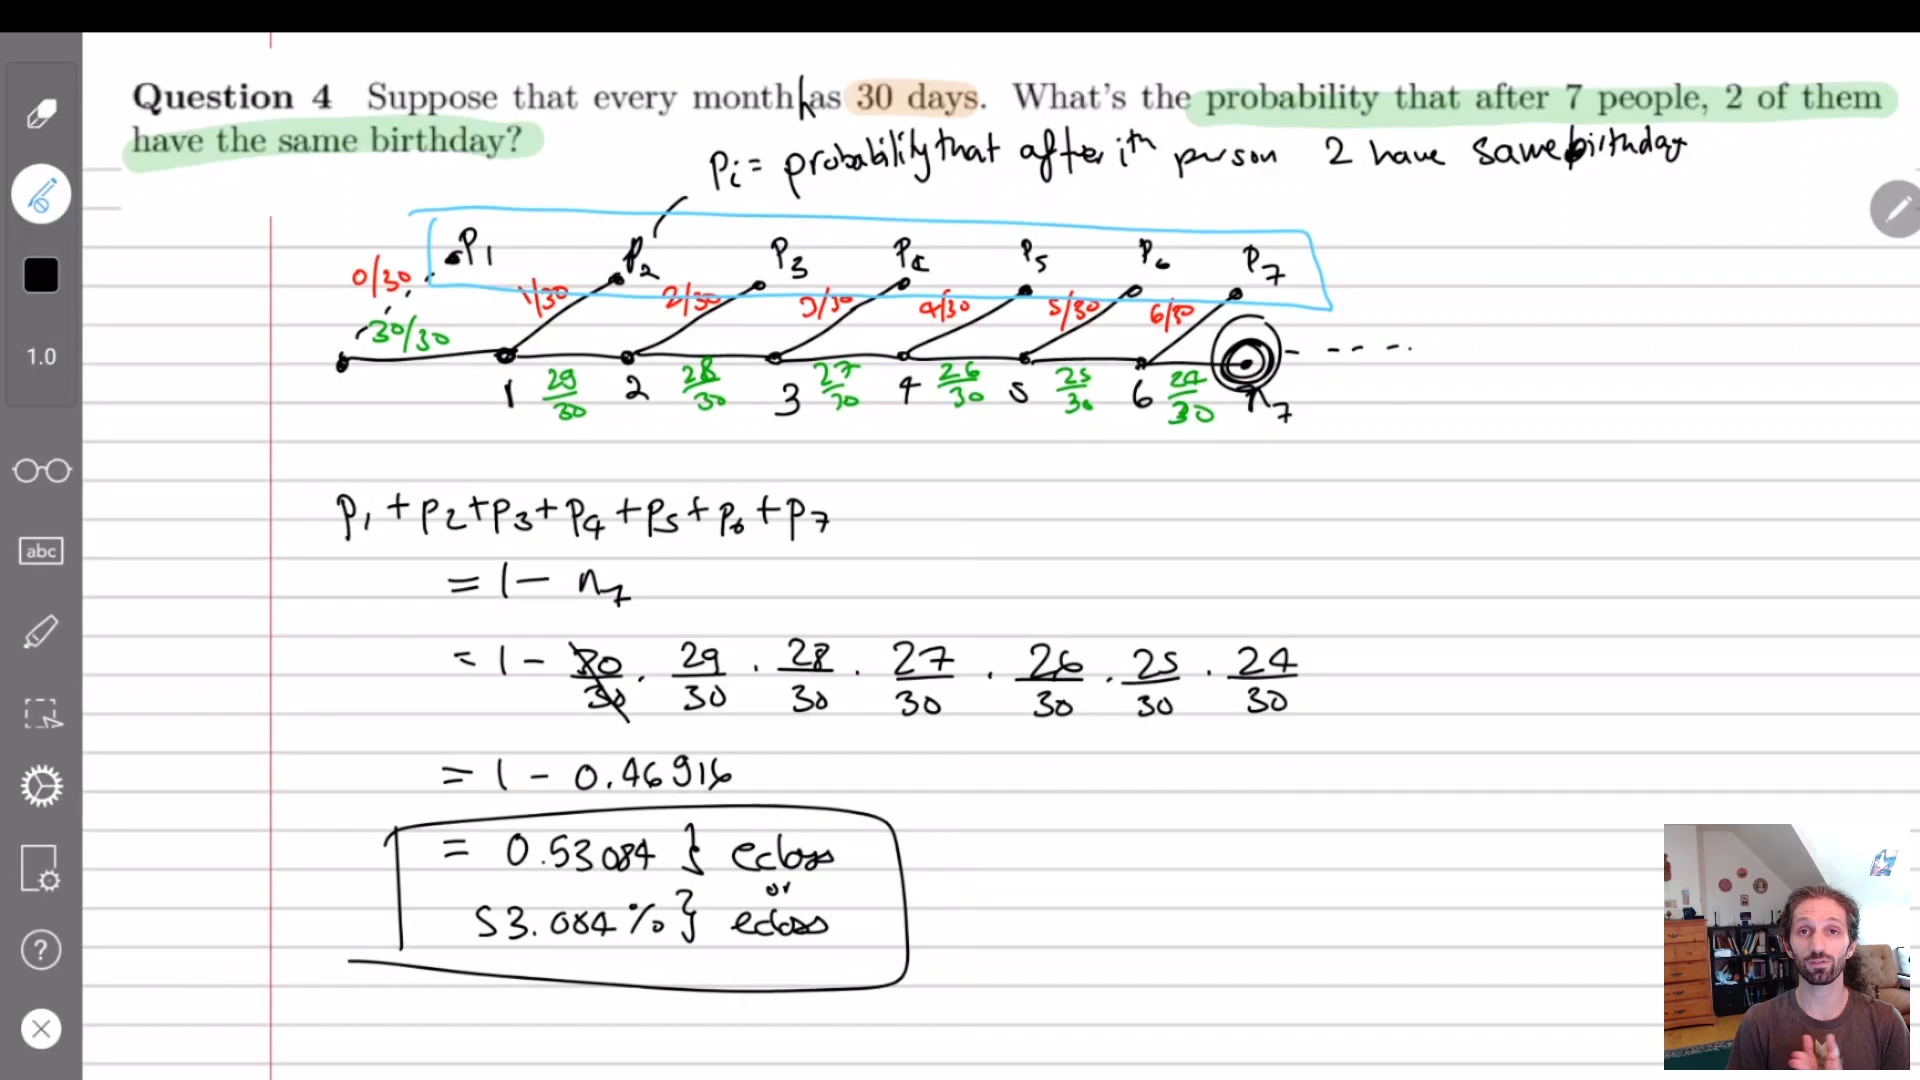 Question 4 Suppose that every month has 30 days. What's the probability that after 7 people, 2 of them
have the same birthday?
Pi = probability that after ith person 2 have same birthday
P1 P2 P3 P4 P5 P6 P7
0/30 1/30 2/30 3/30 4/30 5/30 6/30
30/30
1 29/30 2 28/30 3 27/30 4 26/30 5 25/30 6 24/30 n7
1.0
P1 + P2 + P3 + P4 + P5 + P6 + P7
= 1 - n7
= 1 - 30/30 · 29/30 · 28/30 · 27/30 · 26/30 · 25/30 · 24/30
abc
= 1 - 0.46916
= 0.53084 }
or
53.084% }
?